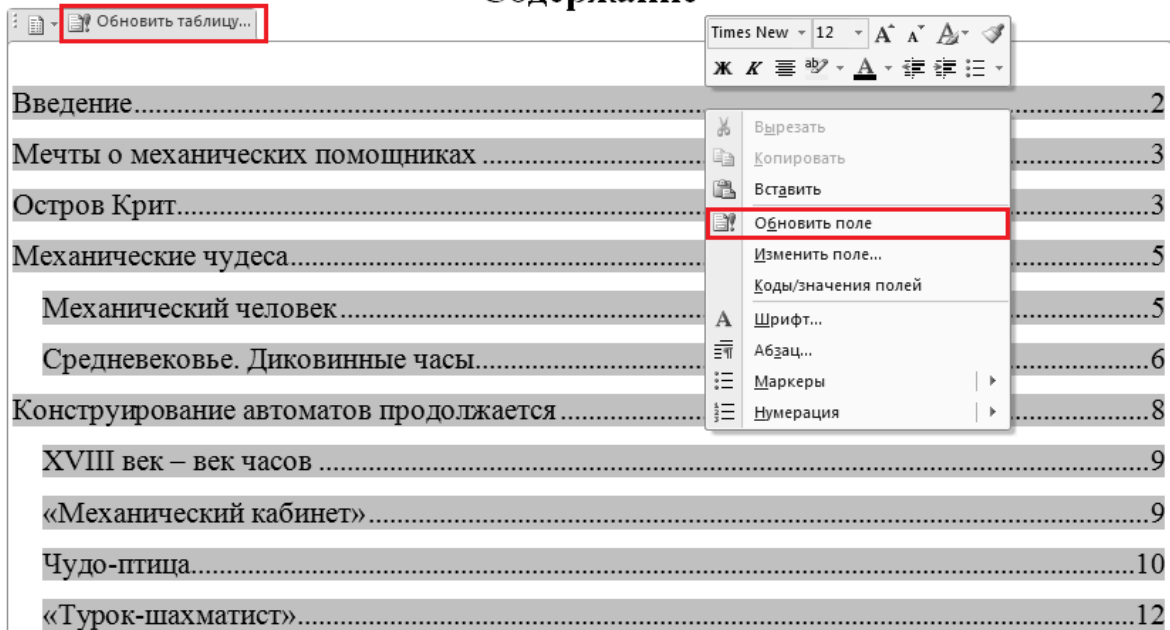 Содержание
Обновить таблицу...
Times New 12
Ж К
Введение 2
Мечты о механических помощниках 3
Остров Крит 3
Механические чудеса 5
Механический человек 5
Средневековье. Диковинные часы 6
Конструирование автоматов продолжается 8
XVIII век – век часов 9
«Механический кабинет» 9
Чудо-птица 10
«Турок-шахматист» 12
Вырезать
Копировать
Вставить
Обновить поле
Изменить поле...
Коды/значения полей
Шрифт...
Абзац...
Маркеры
Нумерация